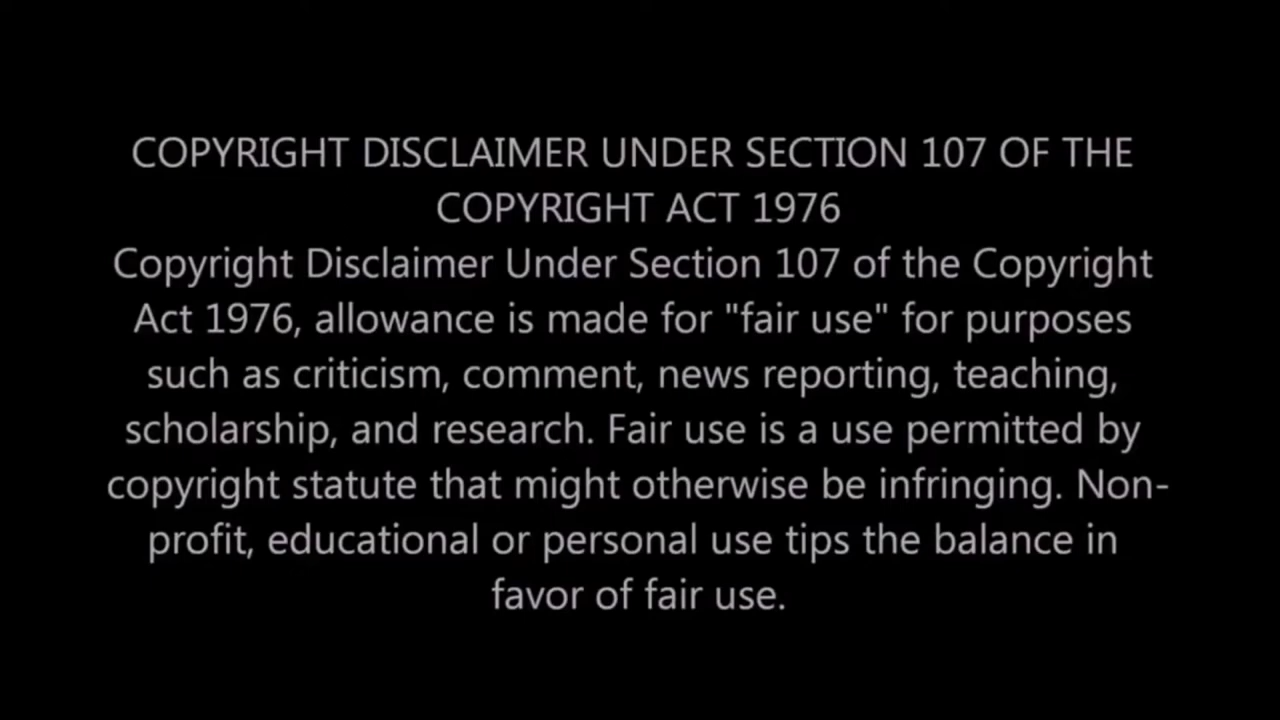 COPYRIGHT DISCLAIMER UNDER SECTION 107 OF THE
COPYRIGHT ACT 1976
Copyright Disclaimer Under Section 107 of the Copyright
Act 1976, allowance is made for "fair use" for purposes
such as criticism, comment, news reporting, teaching,
scholarship, and research. Fair use is a use permitted by
copyright statute that might otherwise be infringing. Non-
profit, educational or personal use tips the balance in
favor of fair use.